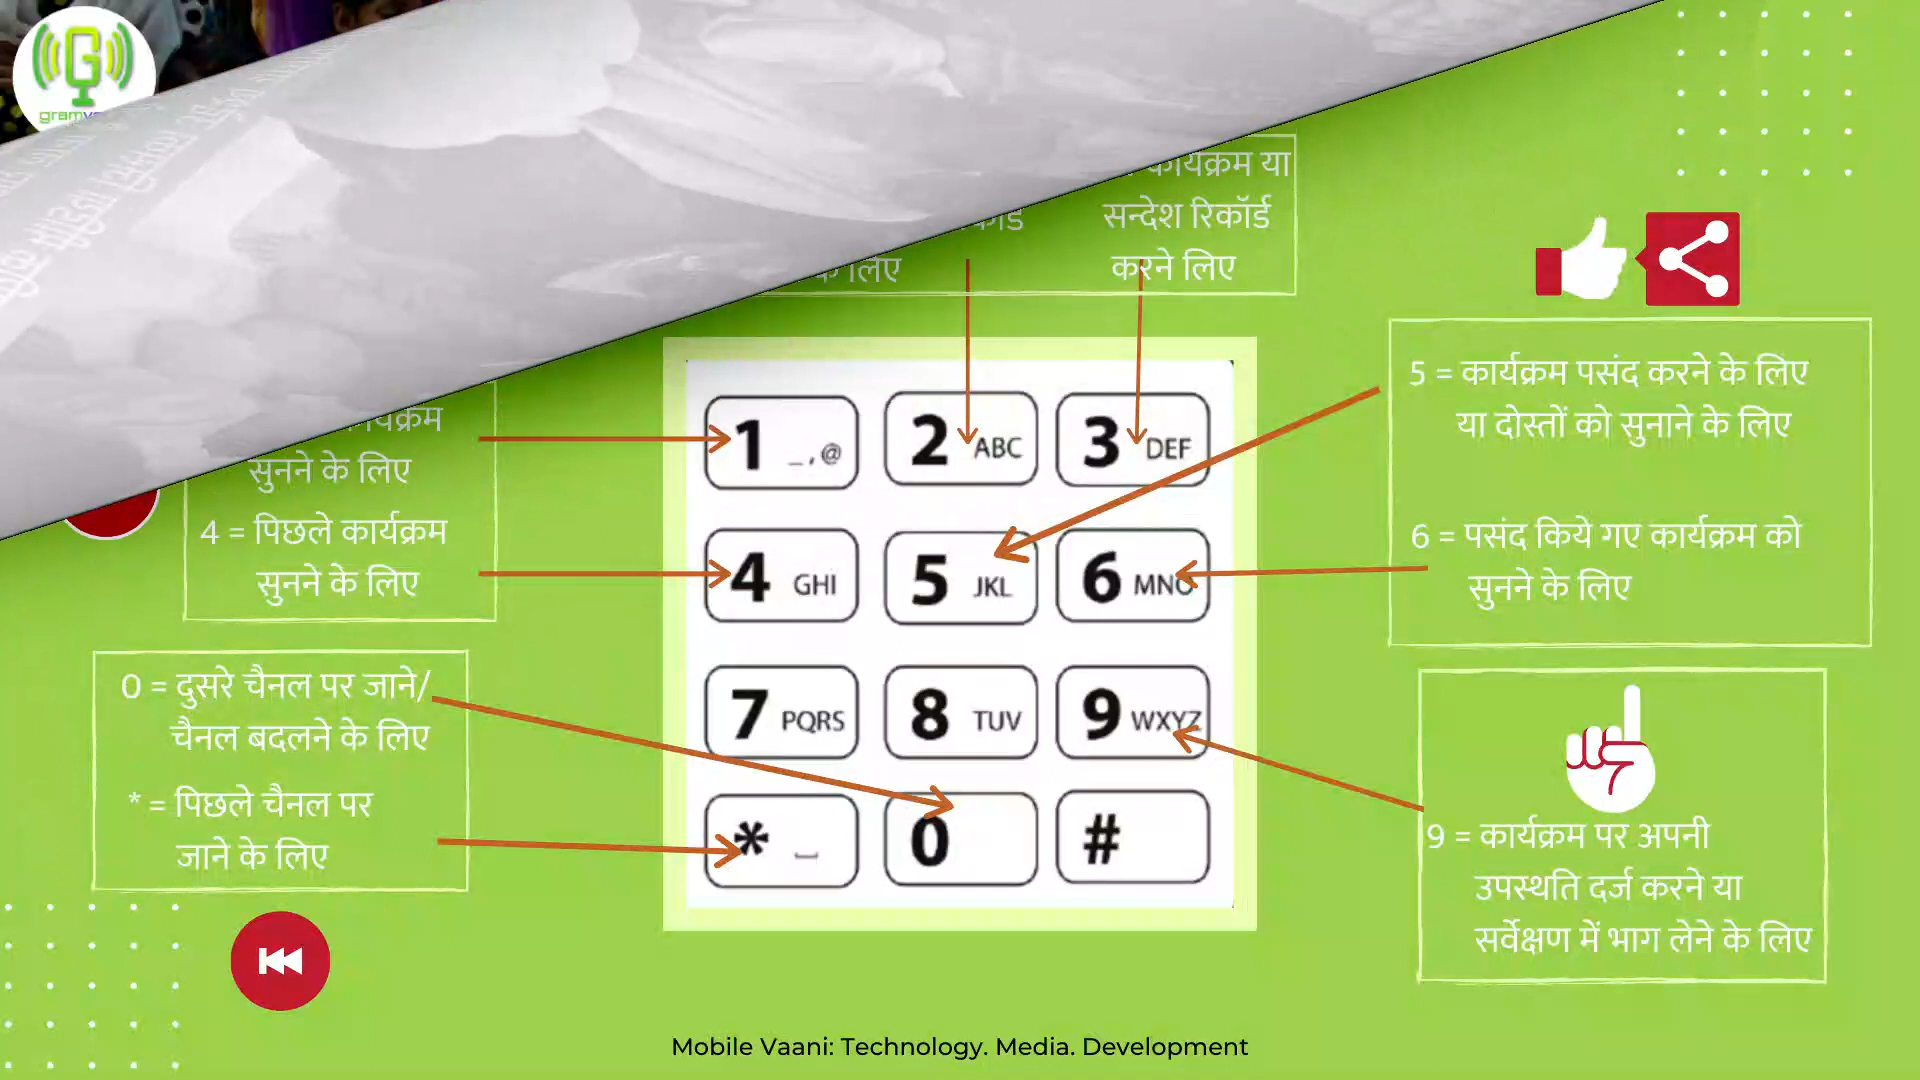 कार्यक्रम या
सन्देश रिकॉर्ड
के लिए
करने लिए
सुनने के लिए
4 = पिछले कार्यक्रम
सुनने के लिए
0 = दुसरे चैनल पर जाने/
चैनल बदलने के लिए
* = पिछले चैनल पर
जाने के लिए
1 _,@
2 ABC
3 DEF
4 GHI
5 JKL
6 MNO
7 PQRS
8 TUV
9 WXYZ
*
0
#
5 = कार्यक्रम पसंद करने के लिए
या दोस्तों को सुनाने के लिए
6 = पसंद किये गए कार्यक्रम को
सुनने के लिए
9 = कार्यक्रम पर अपनी
उपस्थति दर्ज करने या
सर्वेक्षण में भाग लेने के लिए
Mobile Vaani: Technology. Media. Development